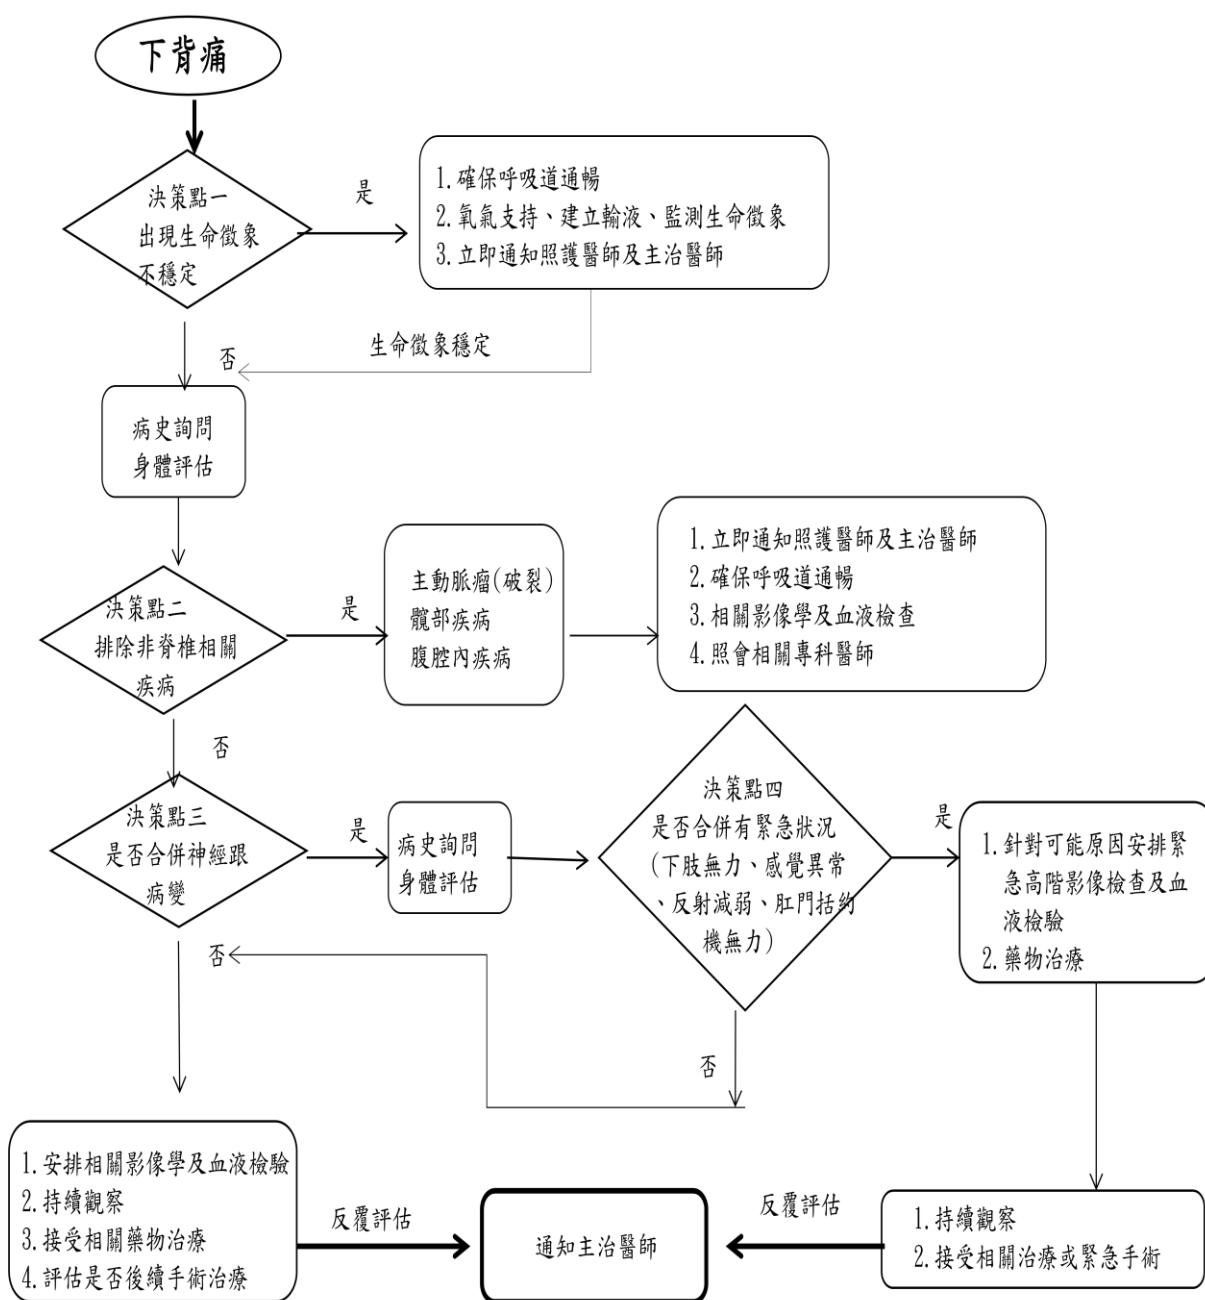 下背痛
決策點一
出現生命徵象
不穩定
是
1.確保呼吸道通暢
2.氧氣支持、建立輸液、監測生命徵象
3.立即通知照護醫師及主治醫師
否
生命徵象穩定
病史詢問
身體評估
決策點二
排除非脊椎相關
疾病
是
主動脈瘤(破裂)
髖部疾病
腹腔內疾病
1.立即通知照護醫師及主治醫師
2.確保呼吸道通暢
3.相關影像學及血液檢查
4.照會相關專科醫師
否
決策點三
是否合併神經跟
病變
是
病史詢問
身體評估
決策點四
是否合併有緊急狀況
(下肢無力、感覺異常
、反射減弱、肛門括約
機無力)
是
1.針對可能原因安排緊
急高階影像檢查及血
液檢驗
2.藥物治療
否
否
1.安排相關影像學及血液檢驗
2.持續觀察
3.接受相關藥物治療
4.評估是否後續手術治療
反覆評估
通知主治醫師
反覆評估
1.持續觀察
2.接受相關治療或緊急手術